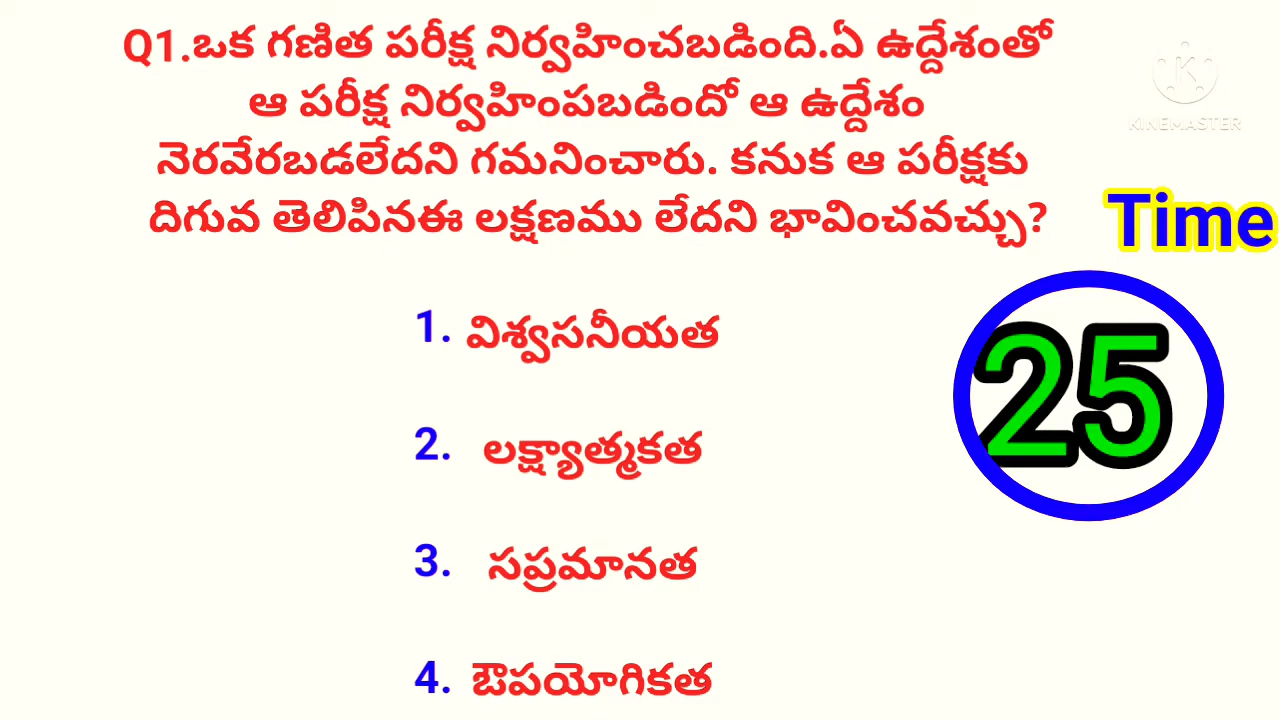 Q1.ఒక గణిత పరీక్ష నిర్వహించబడింది.ఏ ఉద్దేశంతో
ఆ పరీక్ష నిర్వహింపబడిందో ఆ ఉద్దేశం
నెరవేరబడలేదని గమనించారు. కనుక ఆ పరీక్షకు
దిగువ తెలిపినఈ లక్షణము లేదని భావించవచ్చు?
K
KINEMASTER
Time
25
1. విశ్వసనీయత
2. లక్ష్యాత్మకత
3. సప్రమానత
4. ఔపయోగికత